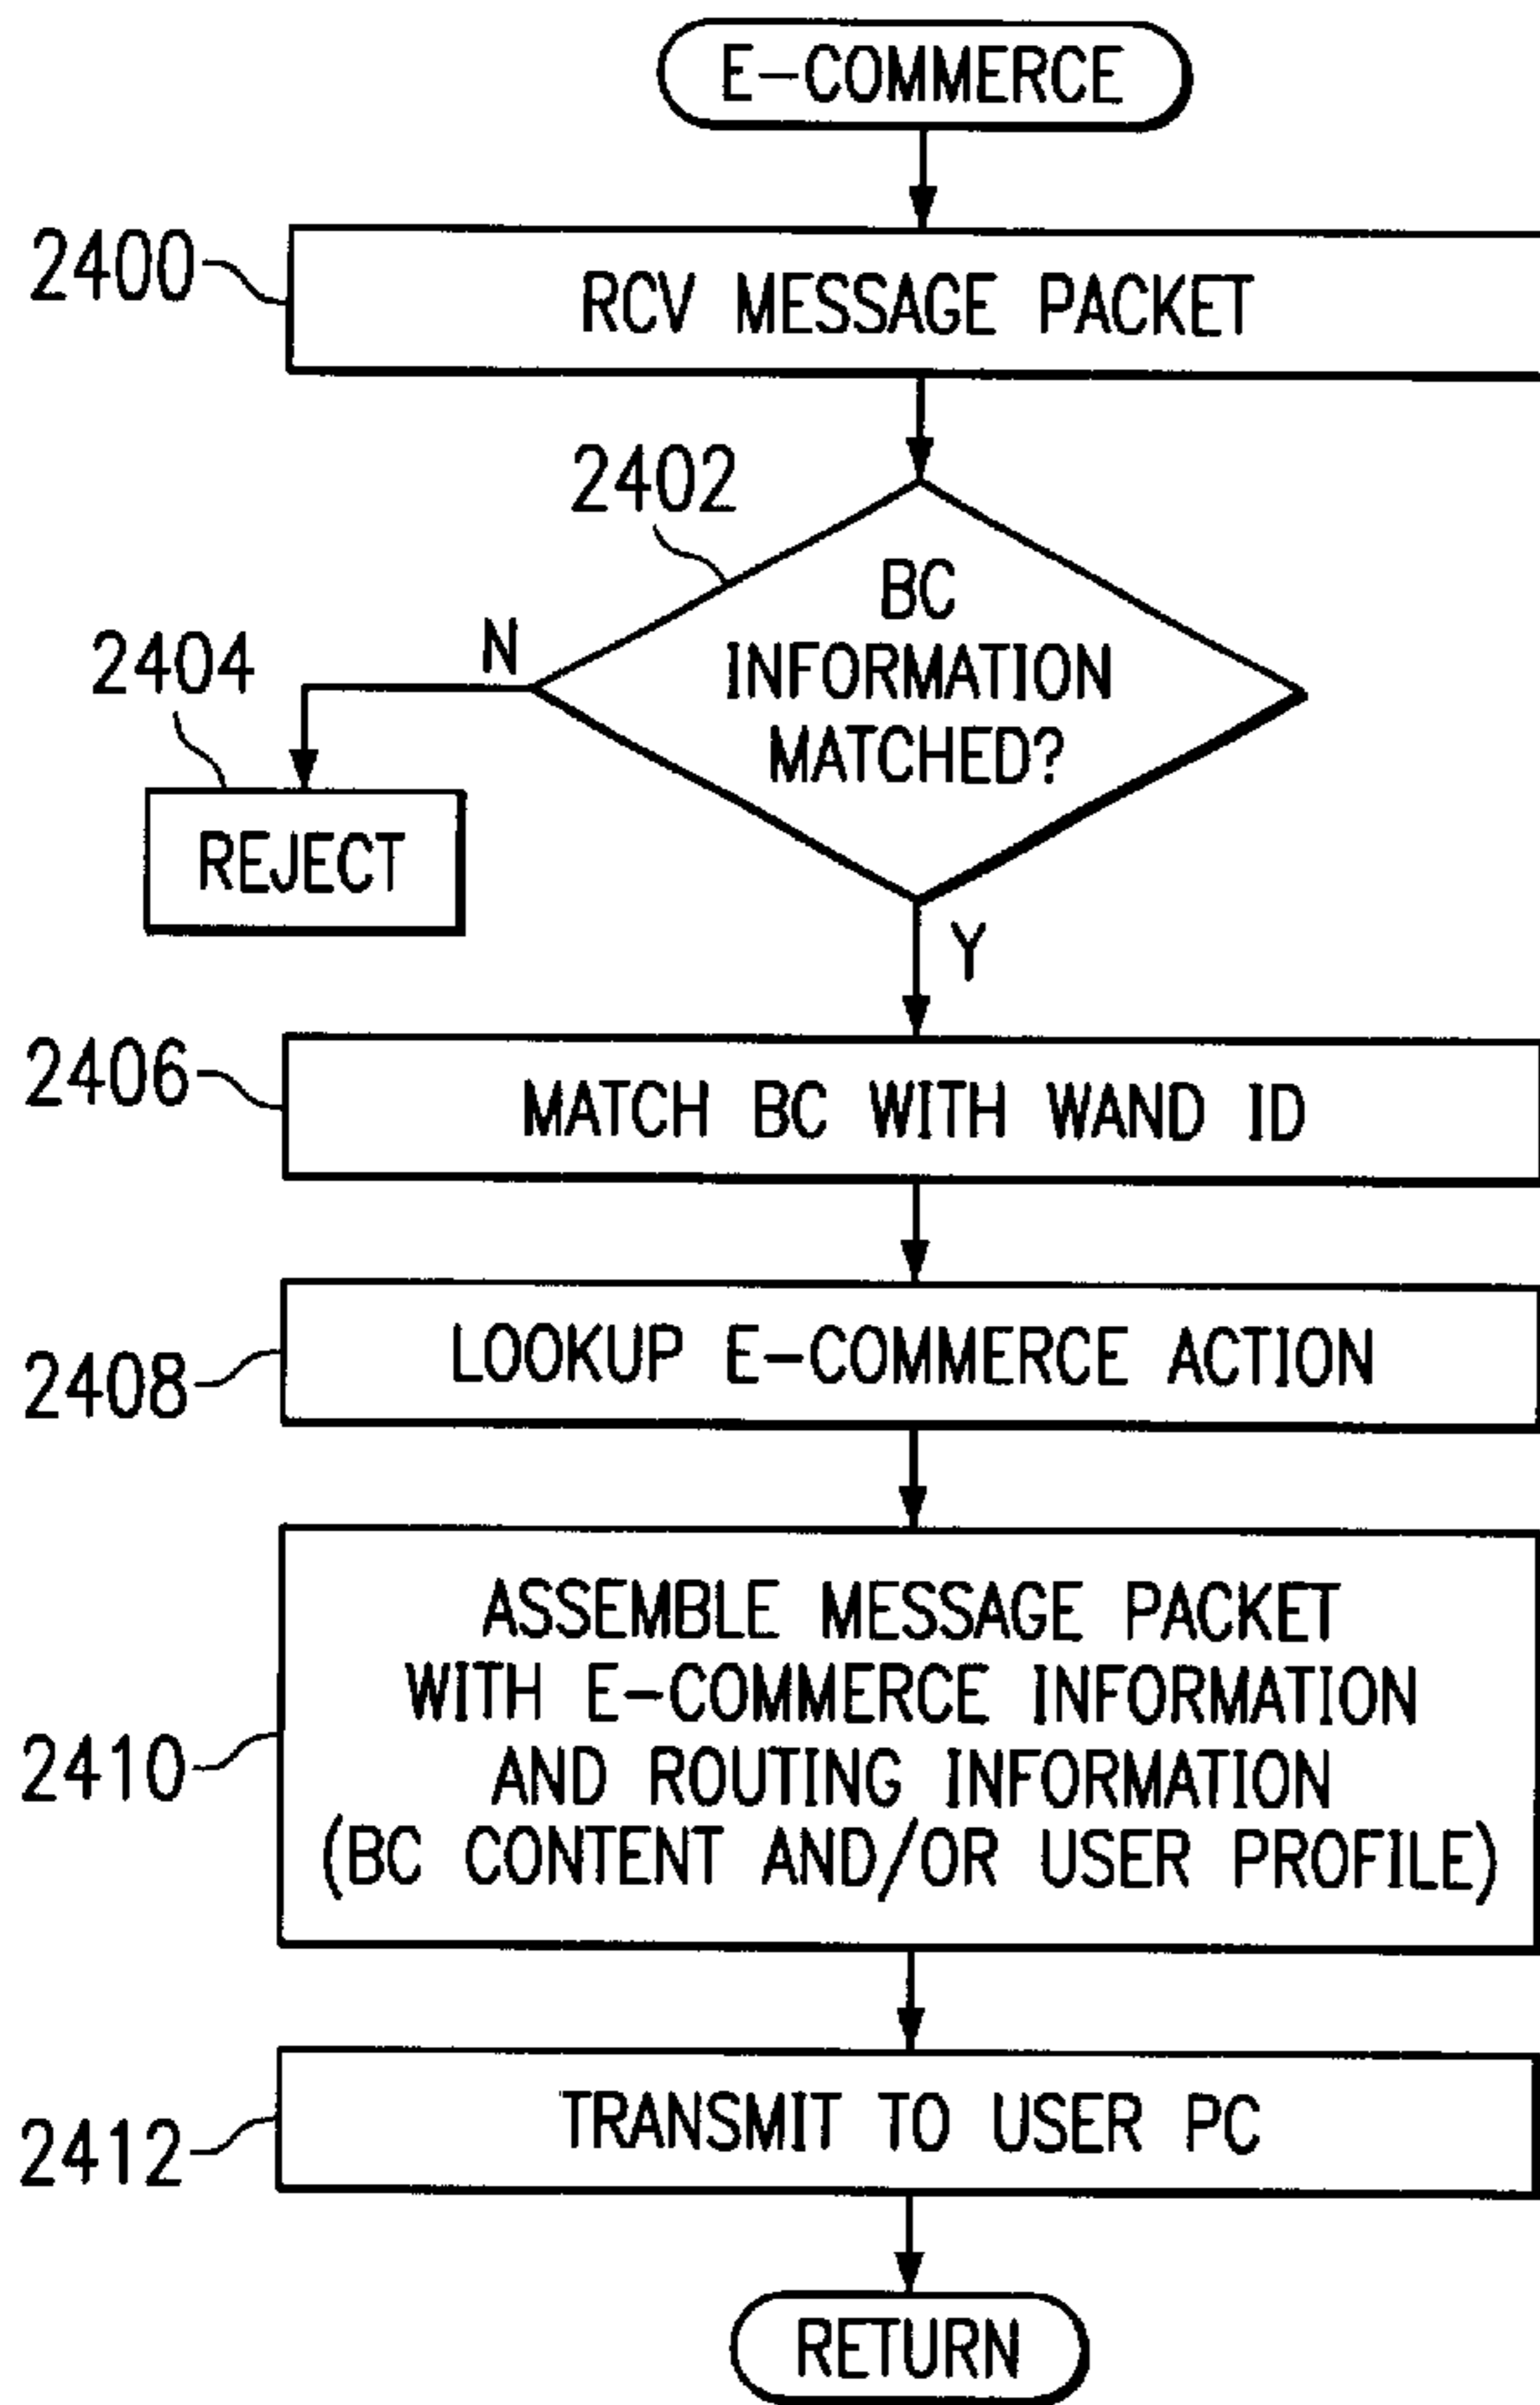 E-COMMERCE
2400
RCV MESSAGE PACKET
2402
BC
INFORMATION
MATCHED?
N
2404
REJECT
Y
2406
MATCH BC WITH WAND ID
2408
LOOKUP E-COMMERCE ACTION
2410
ASSEMBLE MESSAGE PACKET
WITH E-COMMERCE INFORMATION
AND ROUTING INFORMATION
(BC CONTENT AND/OR USER PROFILE)
2412
TRANSMIT TO USER PC
RETURN